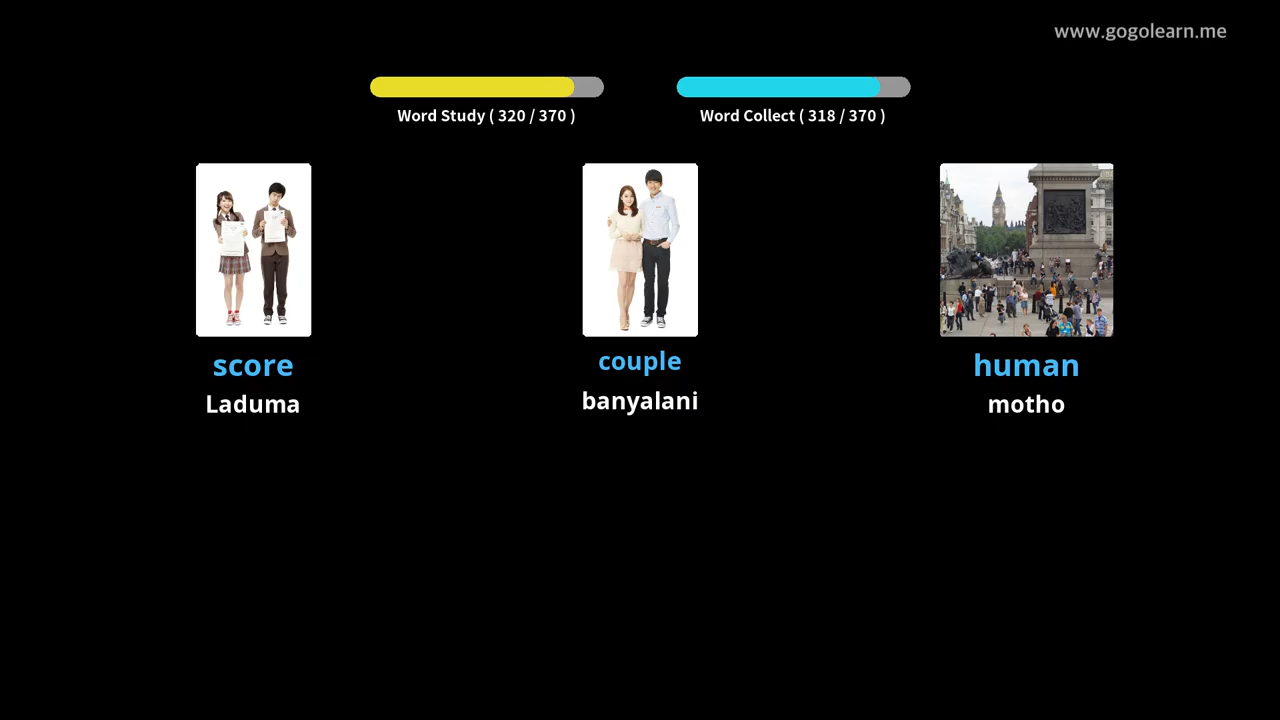 www.gogolearn.me
Word Study ( 320 / 370 )
Word Collect ( 318 / 370 )
score
couple
human
Laduma
banyalani
motho